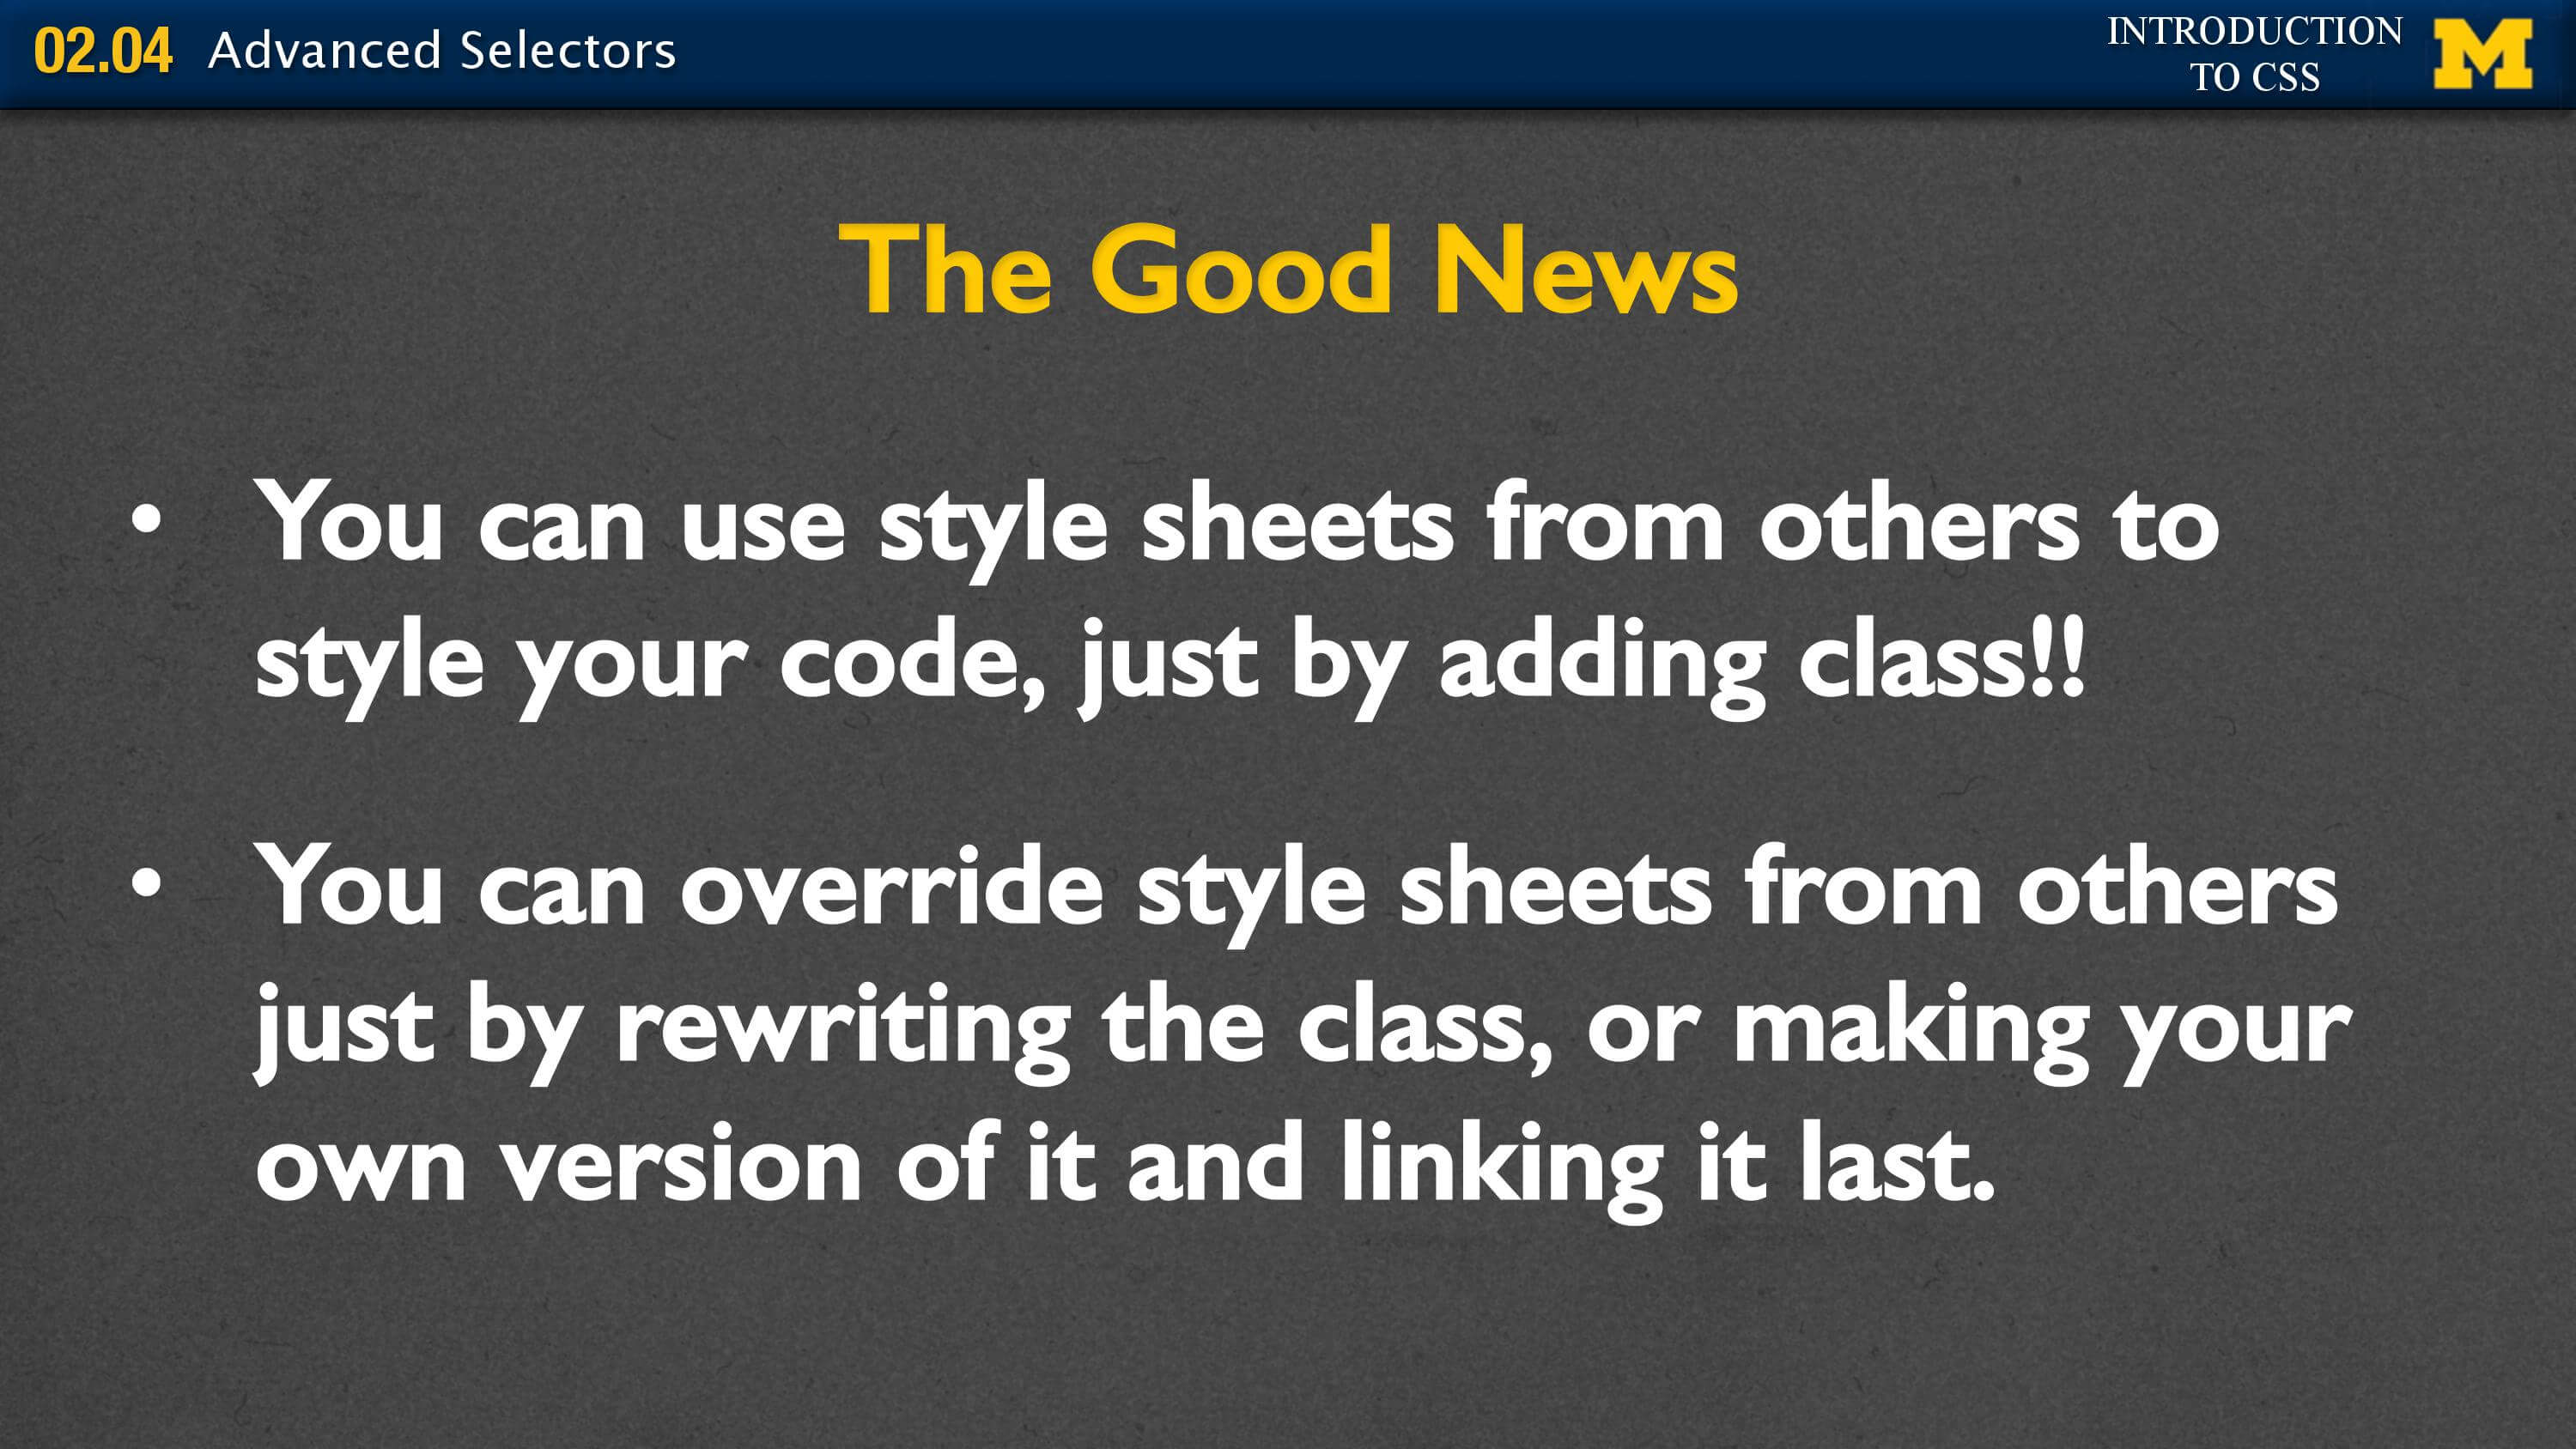 02.04 Advanced Selectors
INTRODUCTION
TO CSS
M
The Good News
• You can use style sheets from others to
style your code, just by adding class!!
• You can override style sheets from others
just by rewriting the class, or making your
own version of it and linking it last.